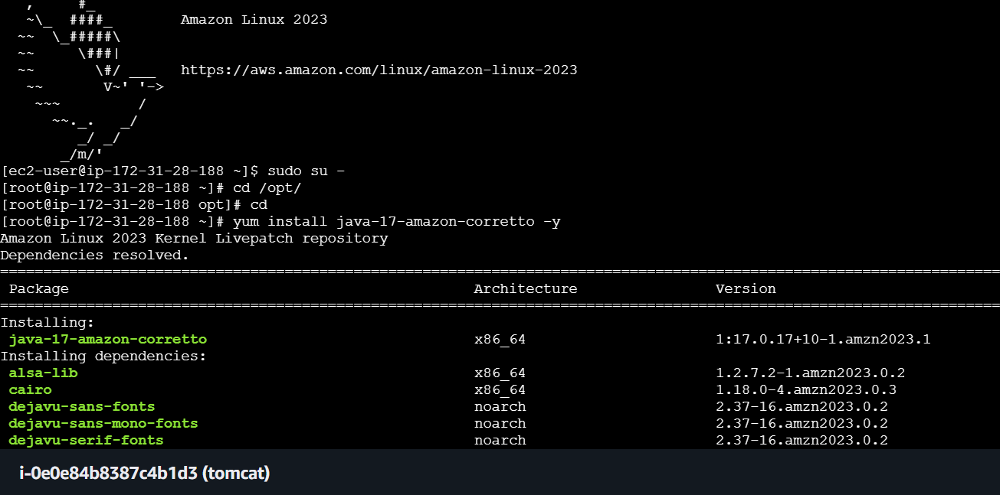 ,     #_
   ~\_  ####_        Amazon Linux 2023
  ~~  \_#####\
  ~~     \###|
  ~~       \#/ ___   https://aws.amazon.com/linux/amazon-linux-2023
   ~~       V~' '->
    ~~~         /
      ~~._.   _/
         _/ _/
       _/m/'
[ec2-user@ip-172-31-28-188 ~]$ sudo su -
[root@ip-172-31-28-188 ~]# cd /opt/
[root@ip-172-31-28-188 opt]# cd
[root@ip-172-31-28-188 ~]# yum install java-17-amazon-corretto -y
Amazon Linux 2023 Kernel Livepatch repository
Dependencies resolved.
====================================================================================================================
 Package                                               Architecture                Version
====================================================================================================================
Installing:
 java-17-amazon-corretto                               x86_64                      1:17.0.17+10-1.amzn2023.1
Installing dependencies:
 alsa-lib                                              x86_64                      1.2.7.2-1.amzn2023.0.2
 cairo                                                 x86_64                      1.18.0-4.amzn2023.0.3
 dejavu-sans-fonts                                     noarch                      2.37-16.amzn2023.0.2
 dejavu-sans-mono-fonts                                noarch                      2.37-16.amzn2023.0.2
 dejavu-serif-fonts                                    noarch                      2.37-16.amzn2023.0.2
i-0e0e84b8387c4b1d3 (tomcat)